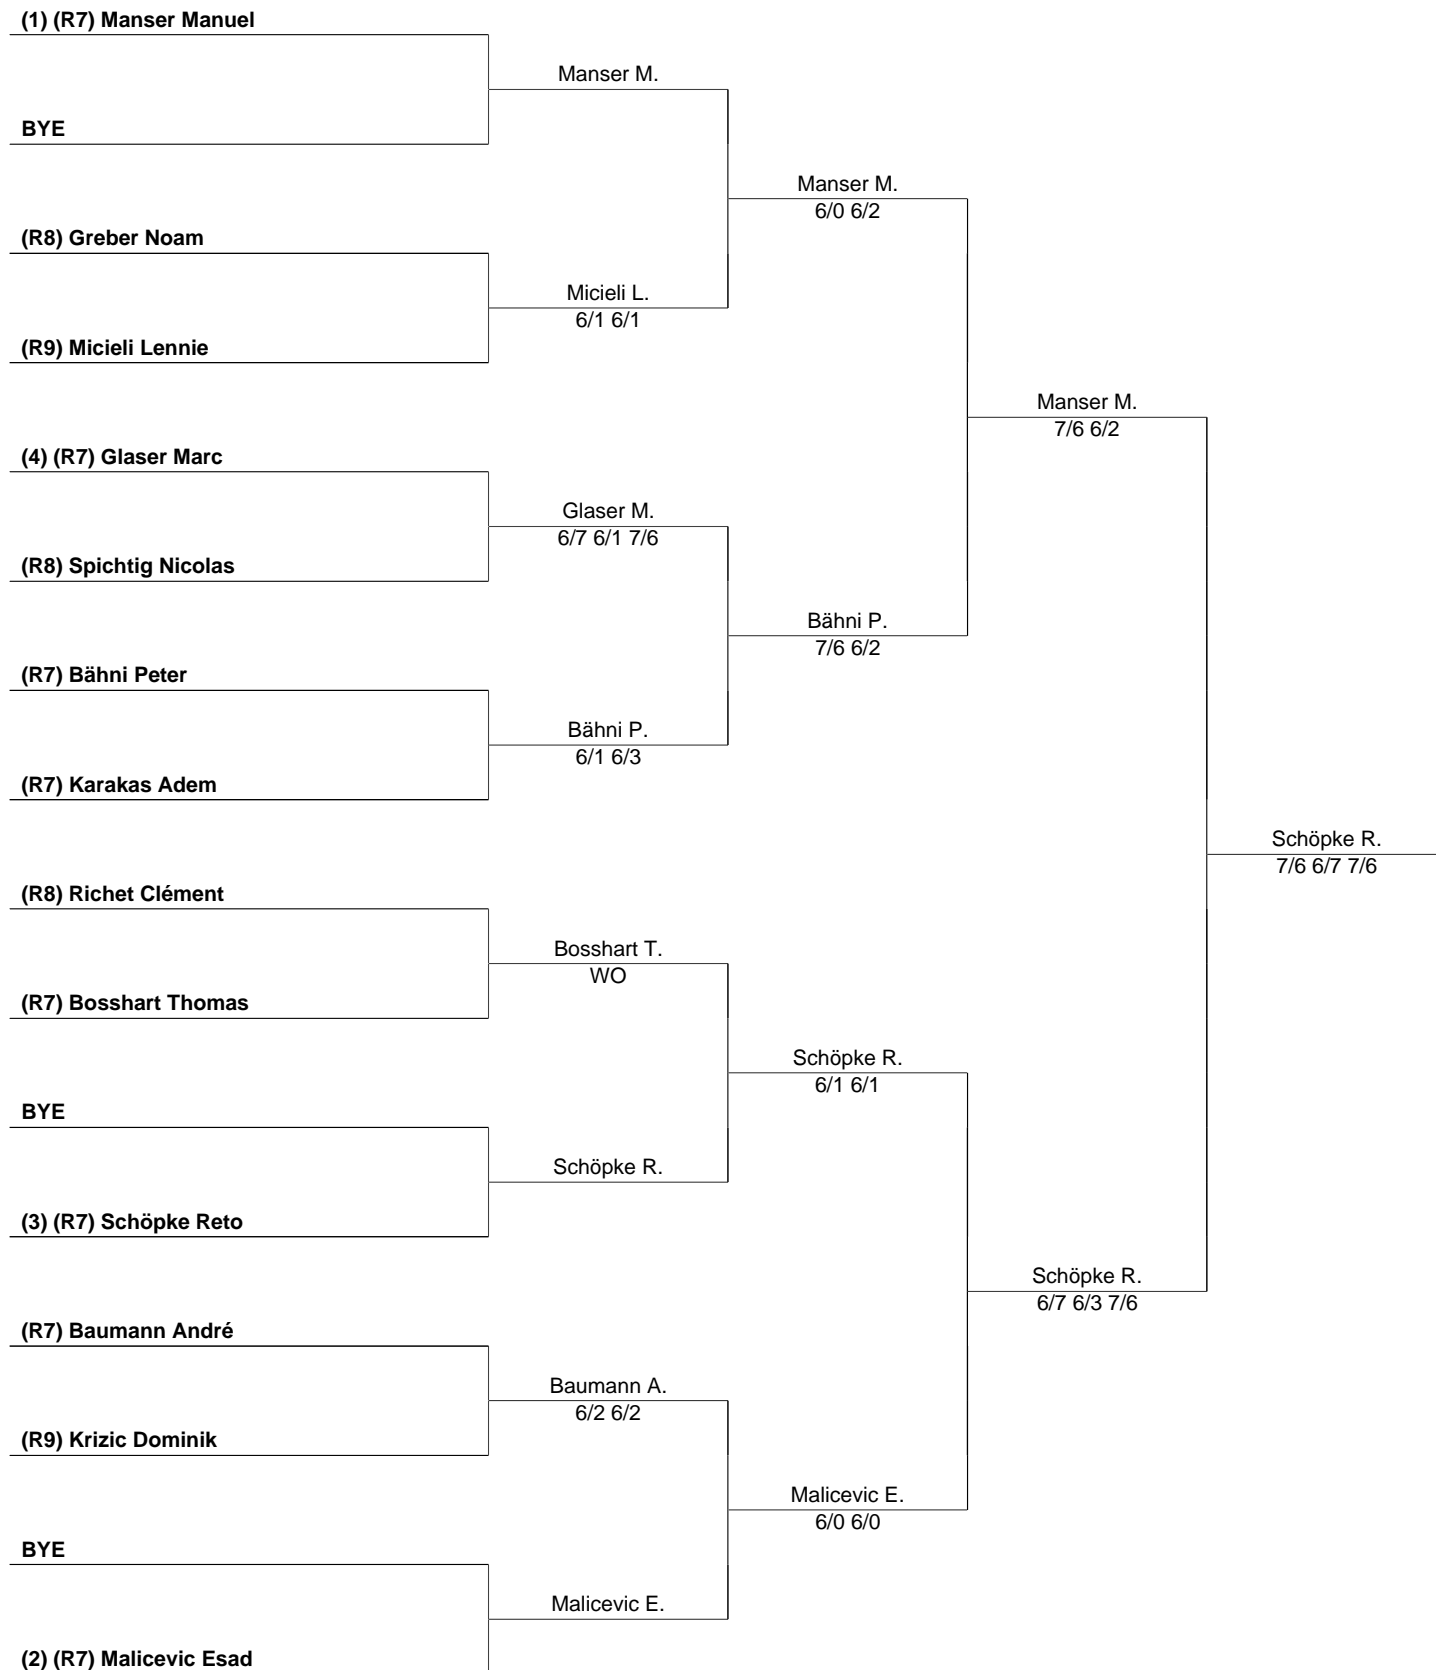 (1) (R7) Manser Manuel
Manser M.
BYE
Manser M.
6/0 6/2
(R8) Greber Noam
Micieli L.
6/1 6/1
(R9) Micieli Lennie
Manser M.
7/6 6/2
(4) (R7) Glaser Marc
Glaser M.
6/7 6/1 7/6
(R8) Spichtig Nicolas
Bähni P.
7/6 6/2
(R7) Bähni Peter
Bähni P.
6/1 6/3
(R7) Karakas Adem
Schöpke R.
7/6 6/7 7/6
(R8) Richet Clément
Bosshart T.
WO
(R7) Bosshart Thomas
Schöpke R.
6/1 6/1
BYE
Schöpke R.
(3) (R7) Schöpke Reto
Schöpke R.
6/7 6/3 7/6
(R7) Baumann André
Baumann A.
6/2 6/2
(R9) Krizic Dominik
Malicevic E.
6/0 6/0
BYE
Malicevic E.
(2) (R7) Malicevic Esad